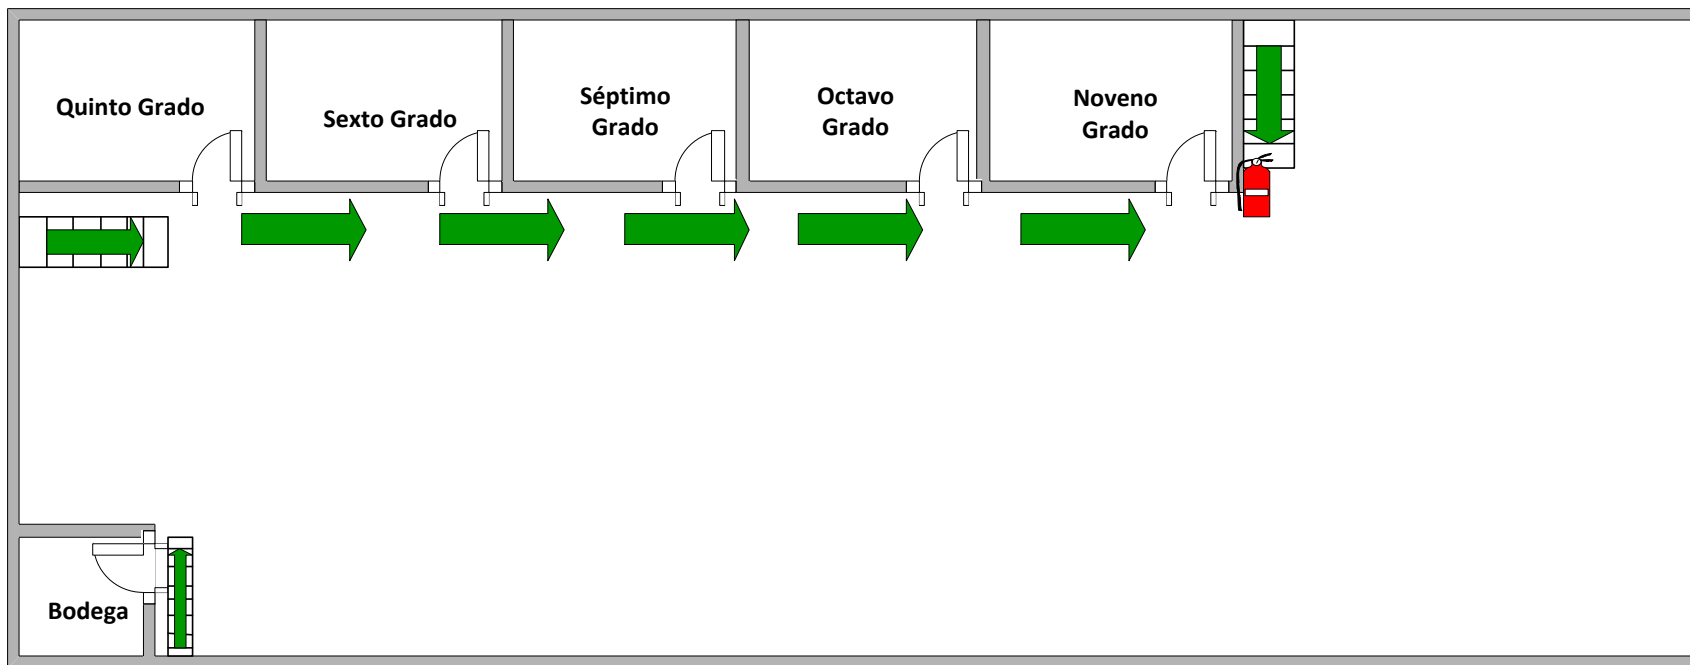 Quinto Grado
Sexto Grado
Séptimo
Grado
Octavo
Grado
Noveno
Grado
Bodega